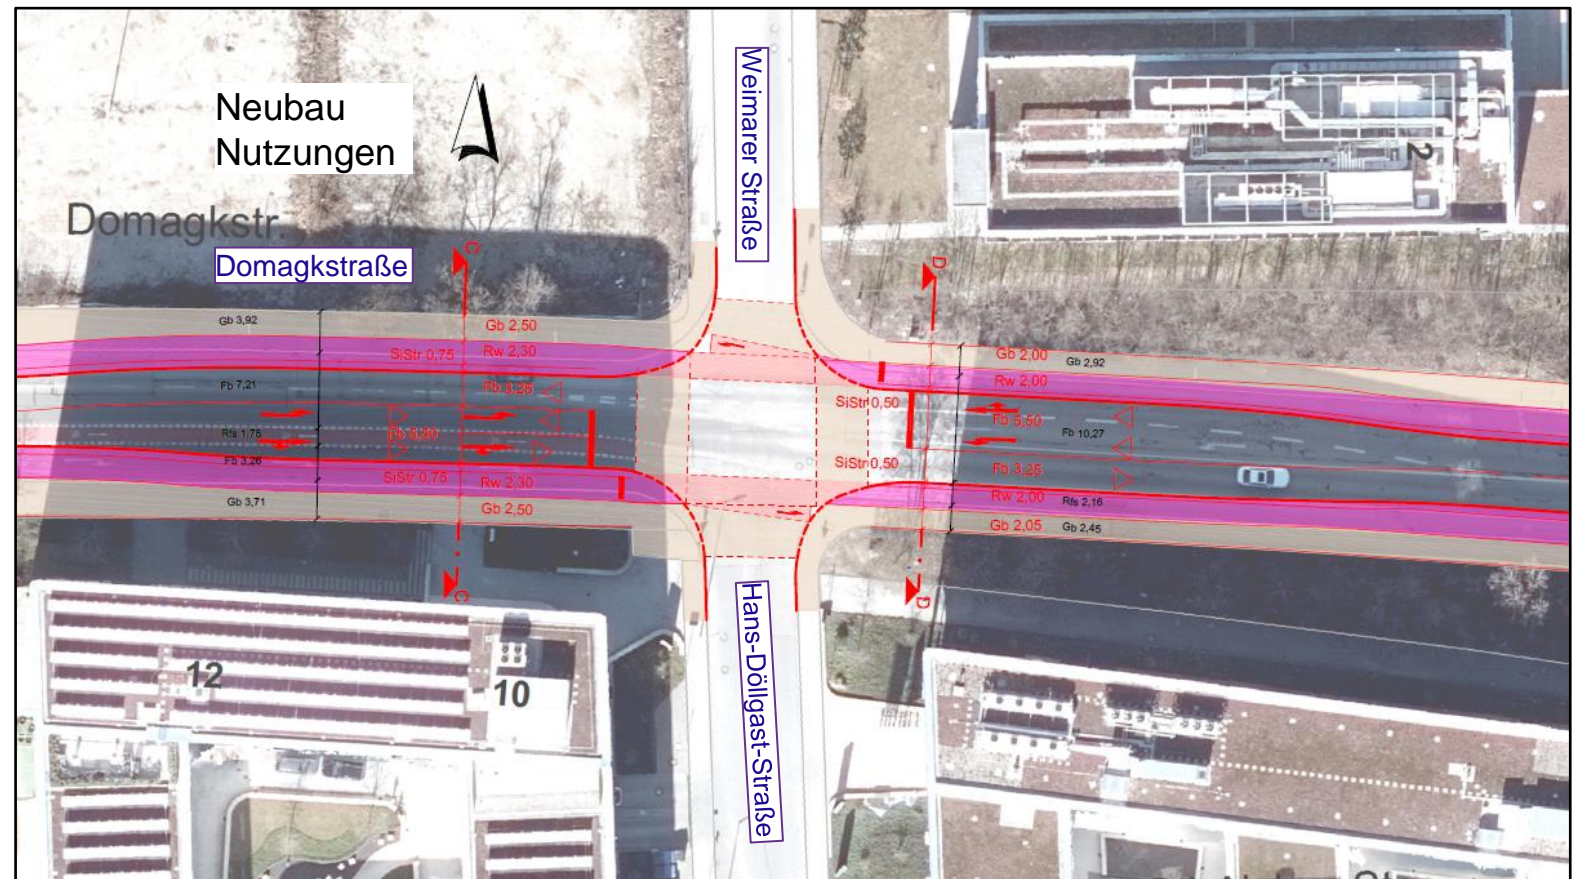 Weimarer Straße
Neubau
Nutzungen
2
Domagkstr.
Domagkstraße
C
D
Gb 3,92
Gb 2,50
SiStr 0,75
Rw 2,30
Gb 2,00
Gb 2,92
Rw 2,00
Fb 7,21
Fb 3,25
SiStr 0,50
Fb 5,50
Fb 5,50
Fb 10,27
Rfs 1,75
Fb 3,26
SiStr 0,50
Fb 3,25
SiStr 0,75
Rw 2,30
Rw 2,00
Rfs 2,16
Gb 3,71
Gb 2,50
Gb 2,05
Gb 2,45
C
D
Hans-Döllgast-Straße
12
10